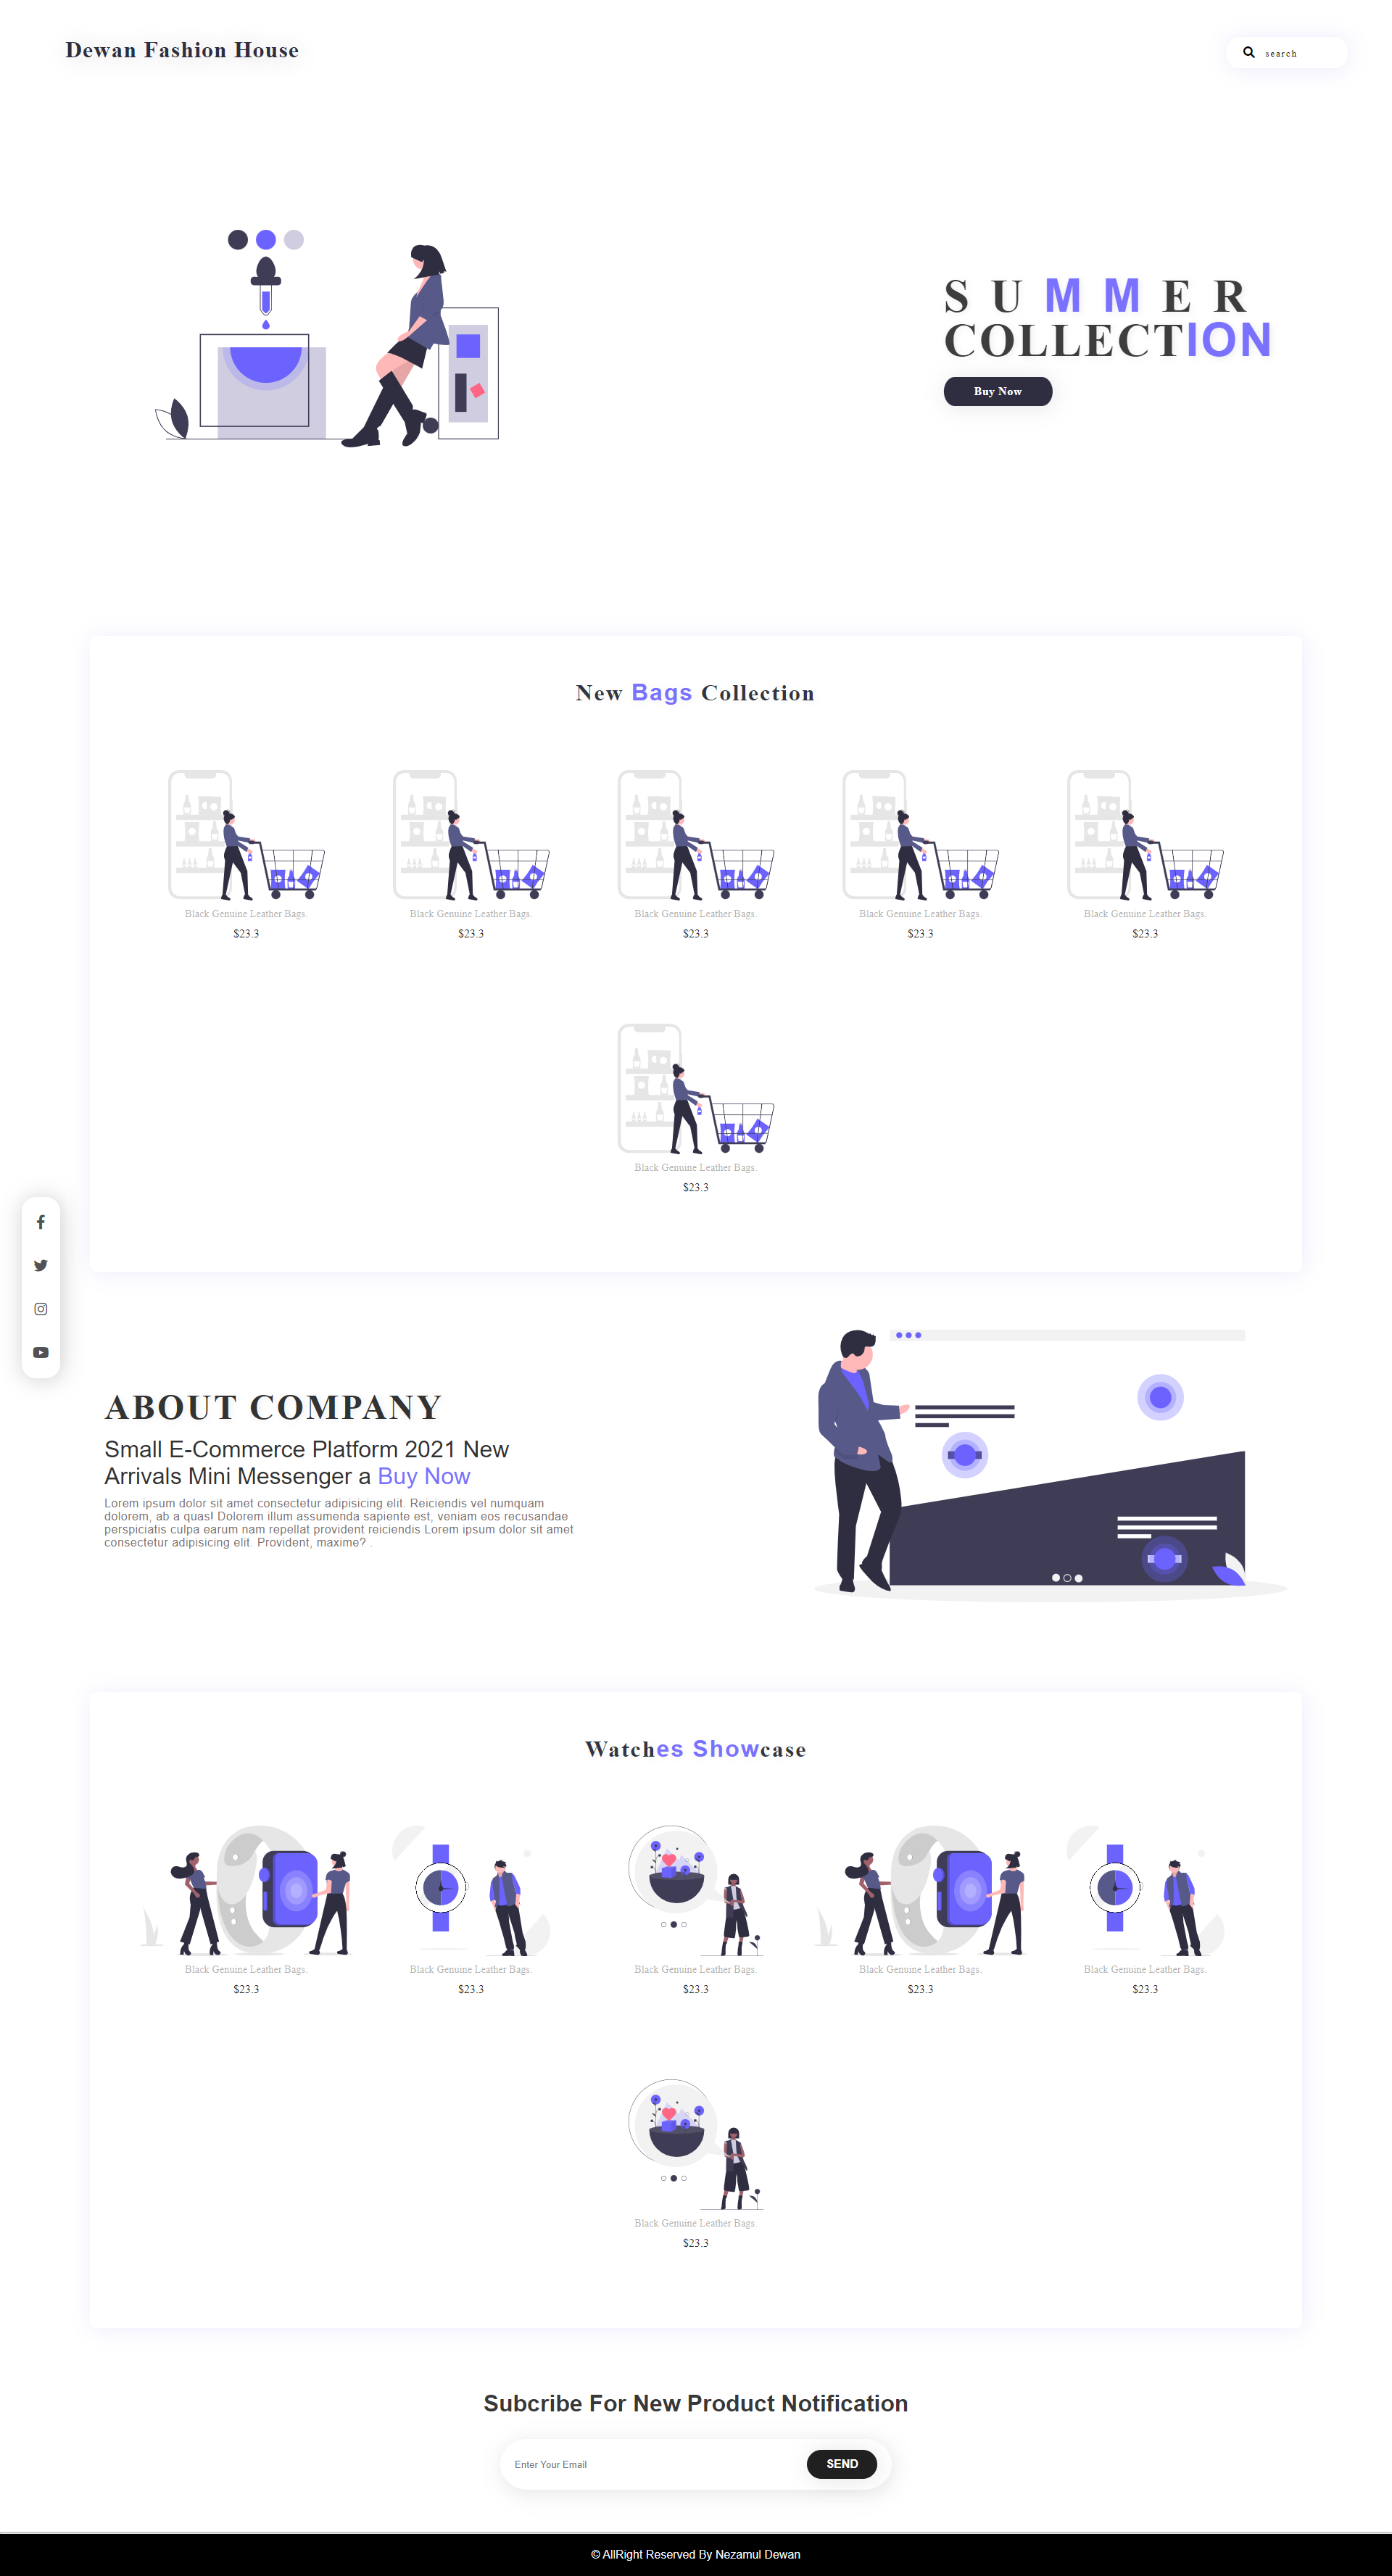 Dewan Fashion House
search
SUMMER
COLLECTION
Buy Now
New Bags Collection
Black Genuine Leather Bags.
$23.3
Black Genuine Leather Bags.
$23.3
Black Genuine Leather Bags.
$23.3
Black Genuine Leather Bags.
$23.3
Black Genuine Leather Bags.
$23.3
Black Genuine Leather Bags.
$23.3
ABOUT COMPANY
Small E-Commerce Platform 2021 New
Arrivals Mini Messenger a Buy Now
Lorem ipsum dolor sit amet consectetur adipisicing elit. Reiciendis vel numquam
dolorem, ab a quas! Dolorem illum assumenda sapiente est, veniam eos recusandae
perspiciatis culpa earum nam repellat provident reiciendis Lorem ipsum dolor sit amet
consectetur adipisicing elit. Provident, maxime? .
Watches Showcase
Black Genuine Leather Bags.
$23.3
Black Genuine Leather Bags.
$23.3
Black Genuine Leather Bags.
$23.3
Black Genuine Leather Bags.
$23.3
Black Genuine Leather Bags.
$23.3
Black Genuine Leather Bags.
$23.3
Subcribe For New Product Notification
Enter Your Email
SEND
© AllRight Reserved By Nezamul Dewan